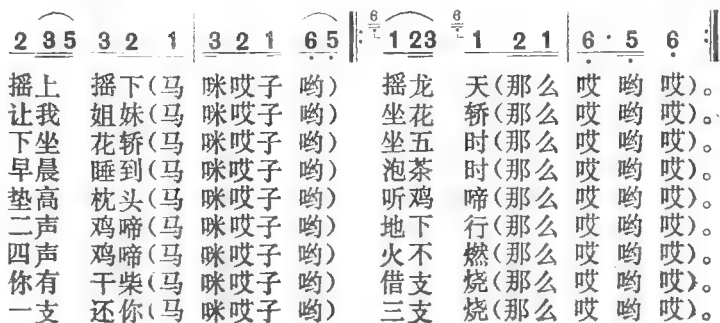 6 6
2 35 3 2 1 | 3 2 1 6 5 ‖: 1 23 1 2 1 | 6 · 5 6 :‖
摇上 摇下(马 咪哎子 哟) 摇龙 天(那么 哎 哟 哎)。
让我 姐妹(马 咪哎子 哟) 坐花 轿(那么 哎 哟 哎)。
下坐 花轿(马 咪哎子 哟) 坐五 时(那么 哎 哟 哎)。
早晨 睡到(马 咪哎子 哟) 泡茶 时(那么 哎 哟 哎)。
垫高 枕头(马 咪哎子 哟) 听鸡 啼(那么 哎 哟 哎)。
二声 鸡啼(马 咪哎子 哟) 地下 行(那么 哎 哟 哎)。
四声 鸡啼(马 咪哎子 哟) 火不 燃(那么 哎 哟 哎)。
你有 干柴(马 咪哎子 哟) 借支 烧(那么 哎 哟 哎)。
一支 还你(马 咪哎子 哟) 三支 烧(那么 哎 哟 哎)。